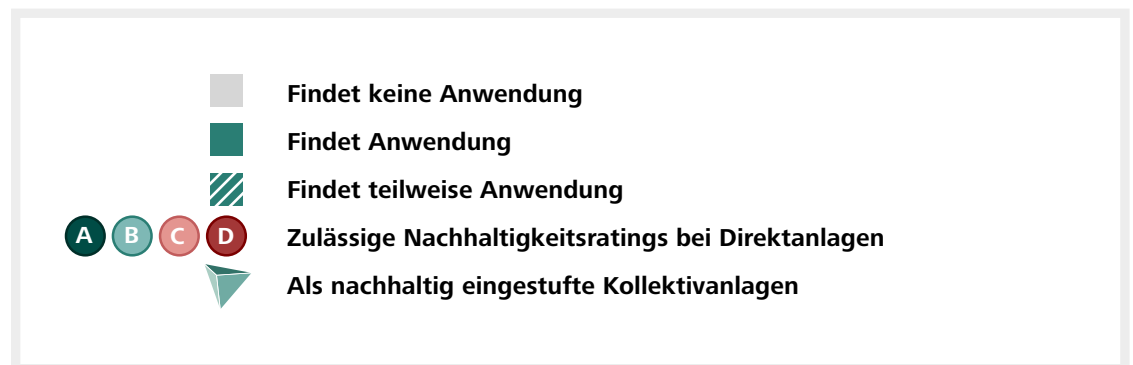 Findet keine Anwendung
Findet Anwendung
Findet teilweise Anwendung
A B C D Zulässige Nachhaltigkeitsratings bei Direktanlagen
Als nachhaltig eingestufte Kollektivanlagen